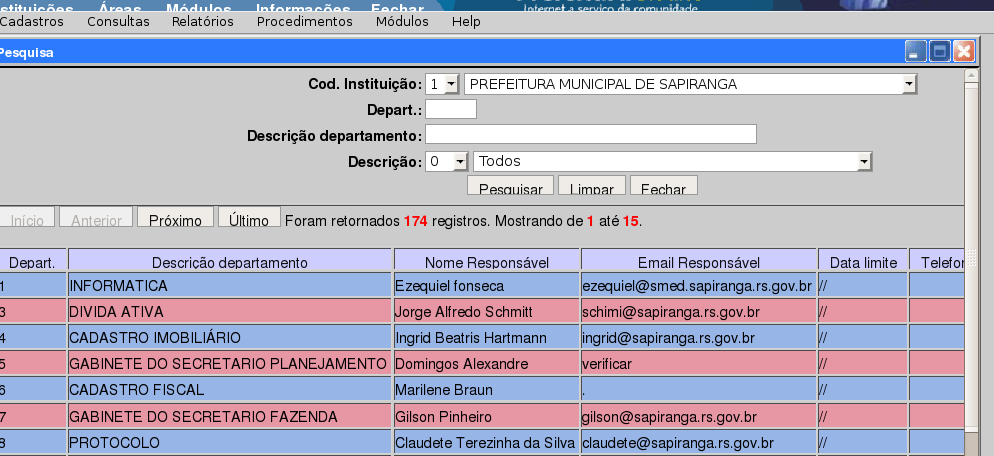 stituições Áreas Módulos Informações Fechar
Internet a serviço da comunidade
Cadastros Consultas Relatórios Procedimentos Módulos Help
Pesquisa
Cod. Instituição: 1 PREFEITURA MUNICIPAL DE SAPIRANGA
Depart.:
Descrição departamento:
Descrição: 0 Todos
Pesquisar Limpar Fechar
Início Anterior Próximo Último Foram retornados 174 registros. Mostrando de 1 até 15.
Depart. Descrição departamento Nome Responsável Email Responsável Data limite Telefor
1 INFORMATICA Ezequiel fonseca ezequiel@smed.sapiranga.rs.gov.br //
3 DIVIDA ATIVA Jorge Alfredo Schmitt schimi@sapiranga.rs.gov.br //
4 CADASTRO IMOBILIÁRIO Ingrid Beatris Hartmann ingrid@sapiranga.rs.gov.br //
5 GABINETE DO SECRETARIO PLANEJAMENTO Domingos Alexandre verificar //
6 CADASTRO FISCAL Marilene Braun . //
7 GABINETE DO SECRETARIO FAZENDA Gilson Pinheiro gilson@sapiranga.rs.gov.br //
8 PROTOCOLO Claudete Terezinha da Silva claudete@sapiranga.rs.gov.br //